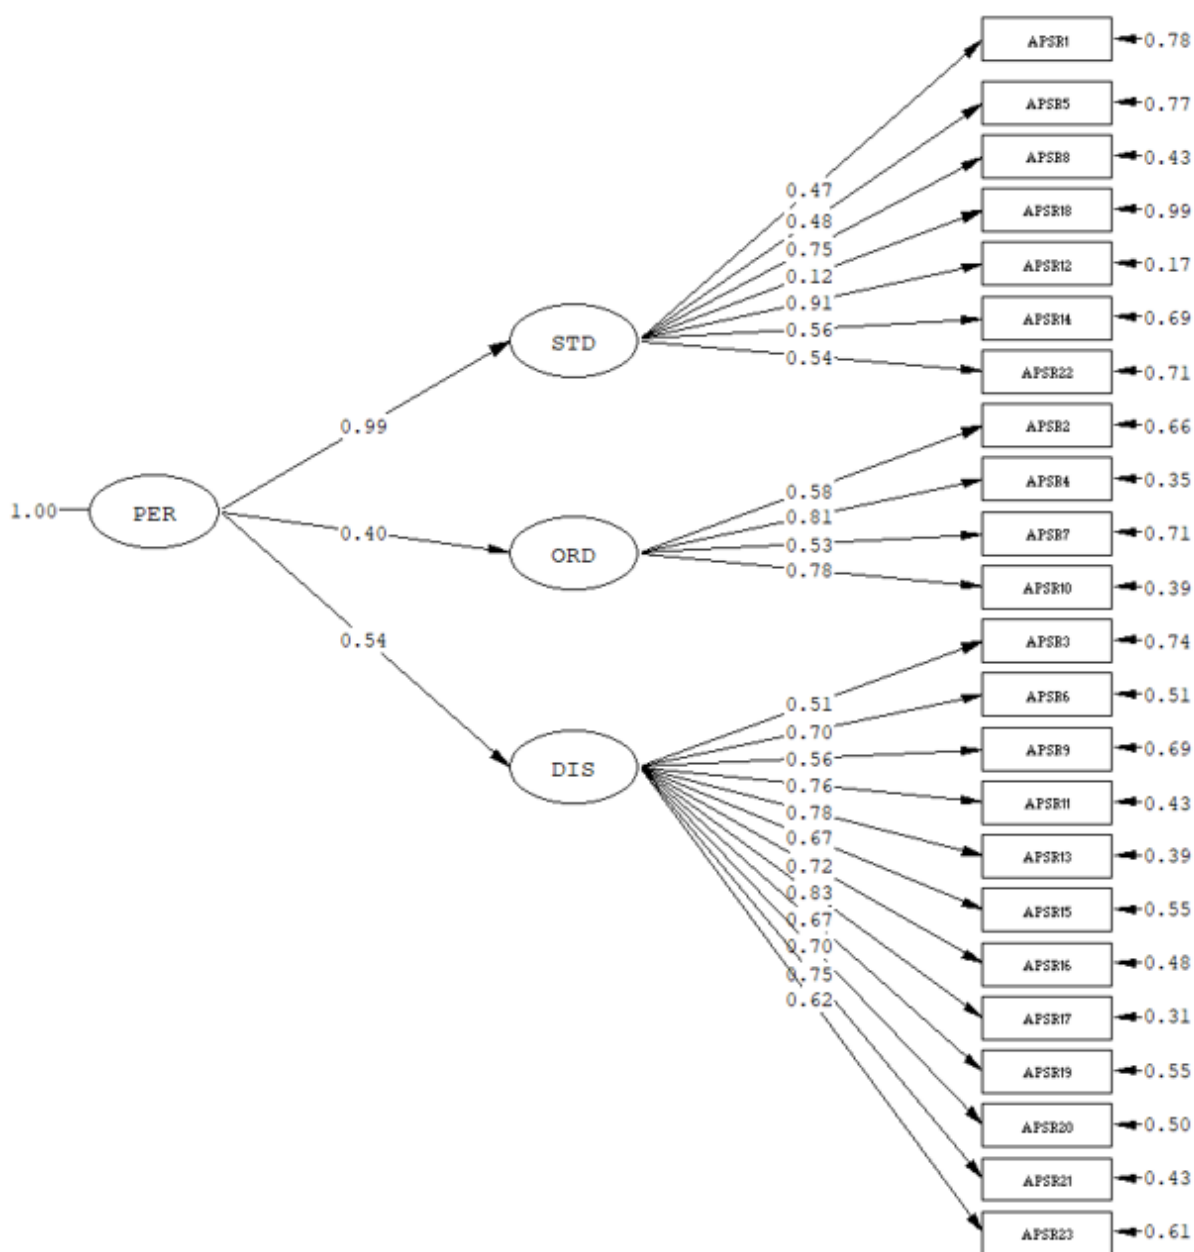 APSR1 0.78
APSR5 0.77
APSR8 0.43
0.47
APSR18 0.99
0.48
0.75
APSR12 0.17
0.12
0.91
APSR14 0.69
0.56
STD
0.54
APSR22 0.71
0.99
APSR2 0.66
APSR4 0.35
0.58
1.00
PER
0.81
0.40
0.53
APSR7 0.71
ORD
0.78
APSR10 0.39
0.54
APSR3 0.74
0.51
APSR6 0.51
0.70
0.56
APSR9 0.69
DIS
0.76
APSR11 0.43
0.78
0.67
APSR13 0.39
0.72
0.83
APSR15 0.55
0.67
0.70
APSR16 0.48
0.75
0.62
APSR17 0.31
APSR19 0.55
APSR20 0.50
APSR21 0.43
APSR23 0.61